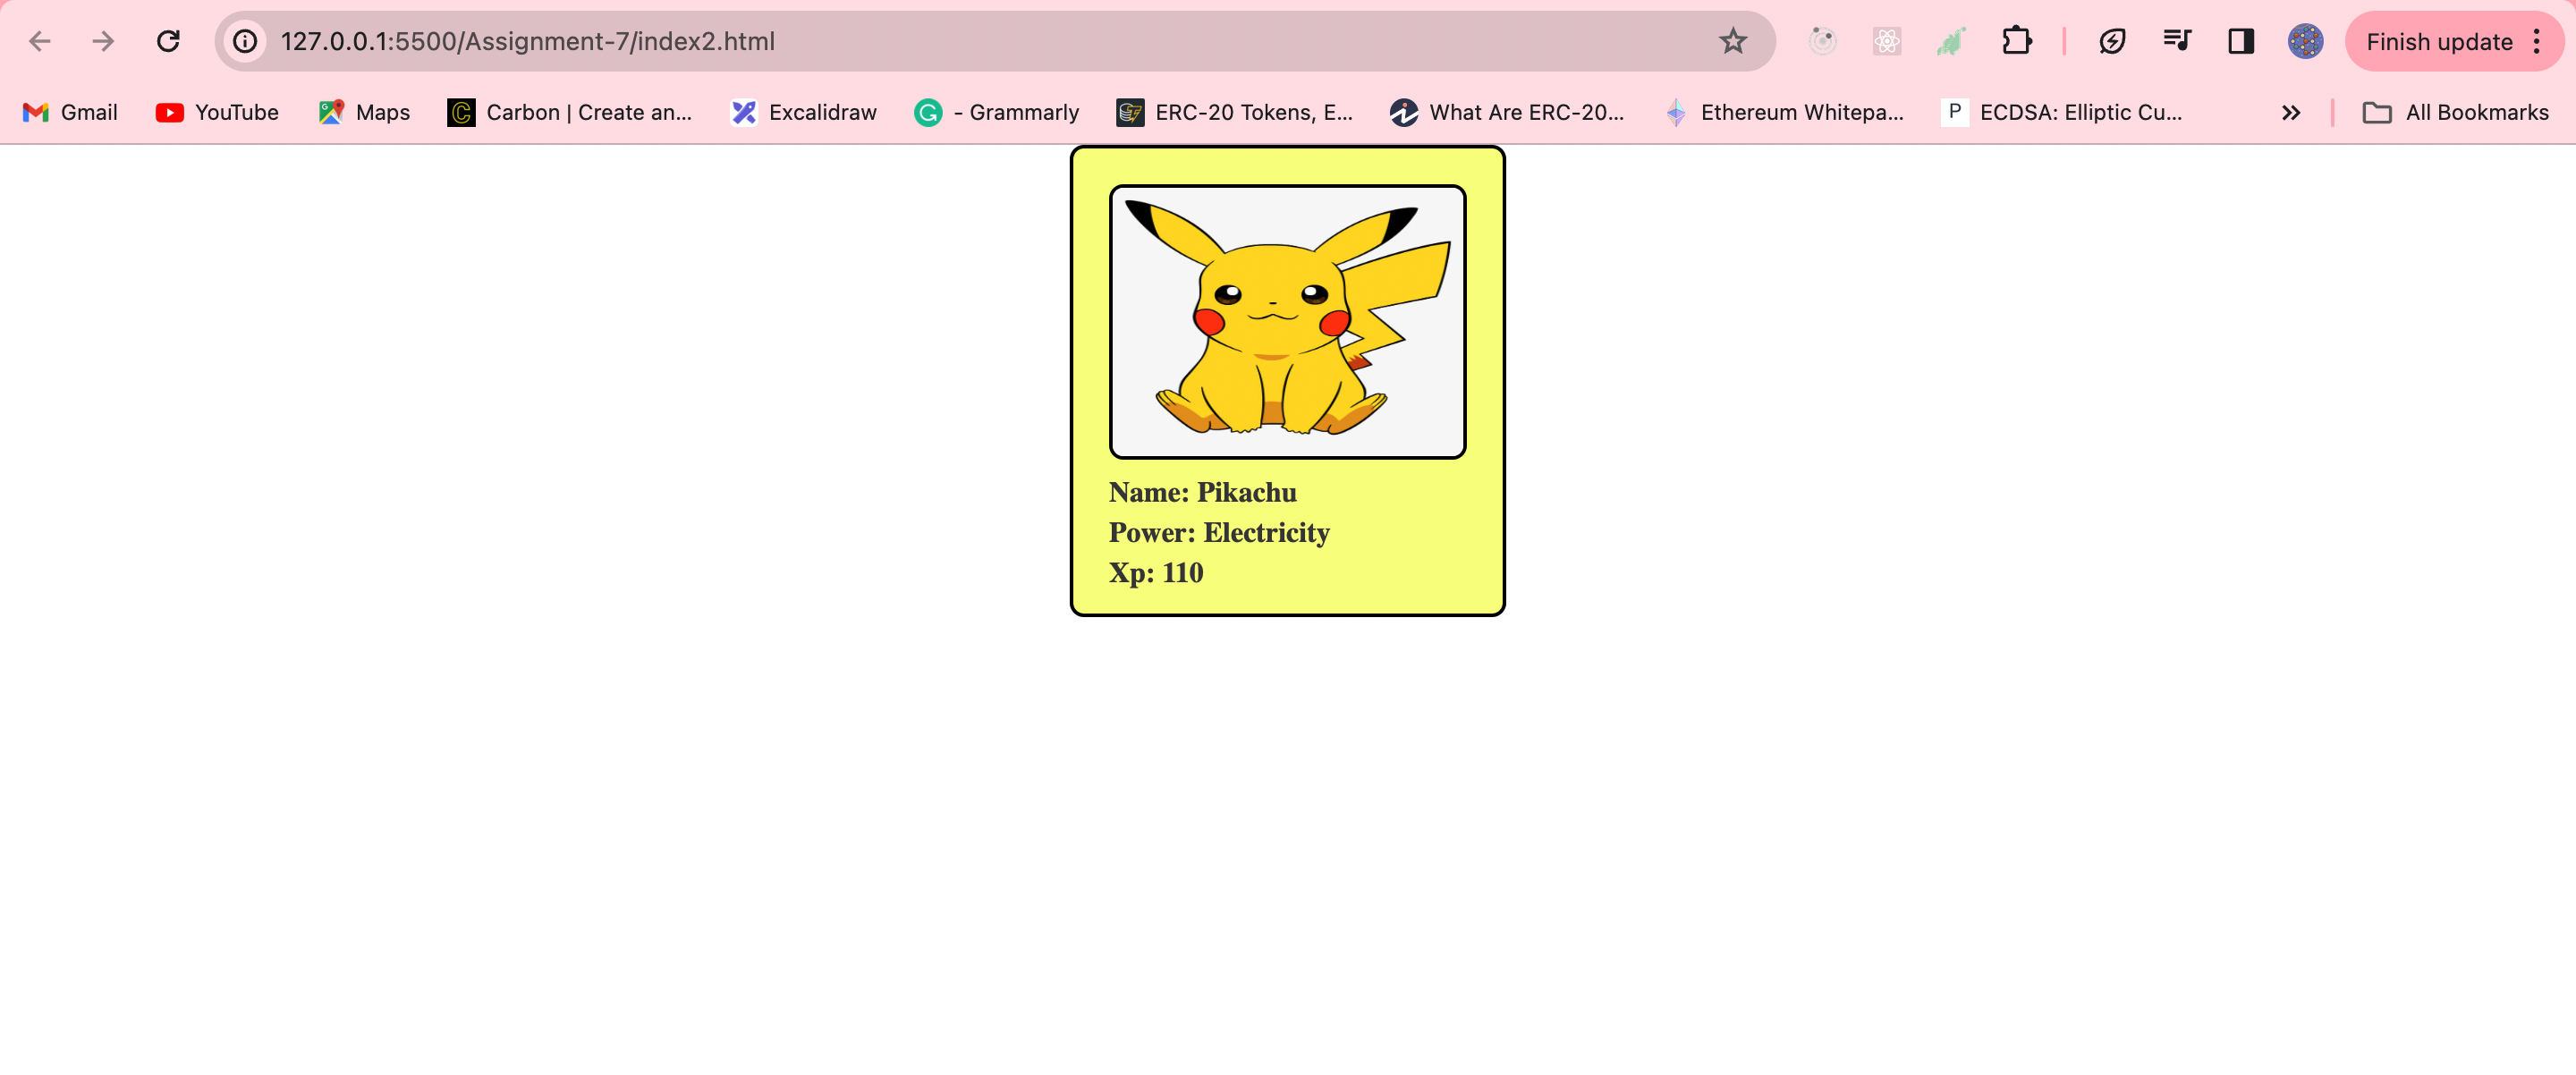 127.0.0.1:5500/Assignment-7/index2.html
Finish update
Gmail
YouTube
Maps
Carbon | Create an...
Excalidraw
- Grammarly
ERC-20 Tokens, E...
What Are ERC-20...
Ethereum Whitepa...
P
ECDSA: Elliptic Cu...
All Bookmarks
Name: Pikachu
Power: Electricity
Xp: 110